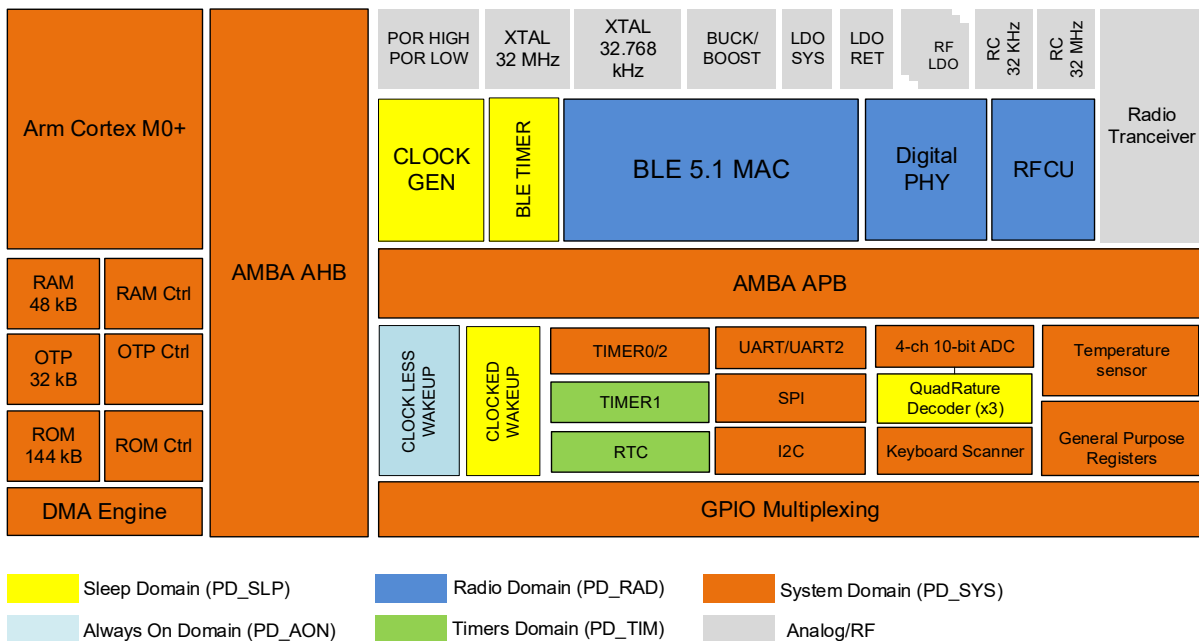 Arm Cortex M0+
RAM
48 kB
RAM Ctrl
OTP
32 kB
OTP Ctrl
ROM
144 kB
ROM Ctrl
DMA Engine
AMBA AHB
POR HIGH
POR LOW
XTAL
32 MHz
XTAL
32.768
kHz
BUCK/
BOOST
LDO
SYS
LDO
RET
RF
LDO
RC
32 KHz
RC
32 MHz
Radio
Tranceiver
CLOCK
GEN
BLE TIMER
BLE 5.1 MAC
Digital
PHY
RFCU
AMBA APB
CLOCK LESS
WAKEUP
CLOCKED
WAKEUP
TIMER0/2
TIMER1
RTC
UART/UART2
SPI
I2C
4-ch 10-bit ADC
QuadRature
Decoder (x3)
Keyboard Scanner
Temperature
sensor
General Purpose
Registers
GPIO Multiplexing
Sleep Domain (PD_SLP)
Radio Domain (PD_RAD)
System Domain (PD_SYS)
Always On Domain (PD_AON)
Timers Domain (PD_TIM)
Analog/RF